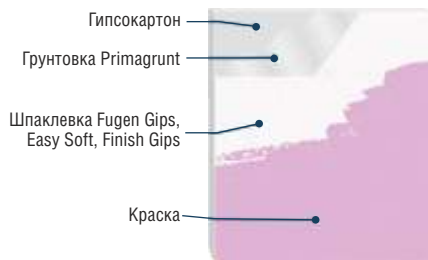 Гипсокартон
Грунтовка Primagrunt
Шпаклевка Fugen Gips,
Easy Soft, Finish Gips
Краска